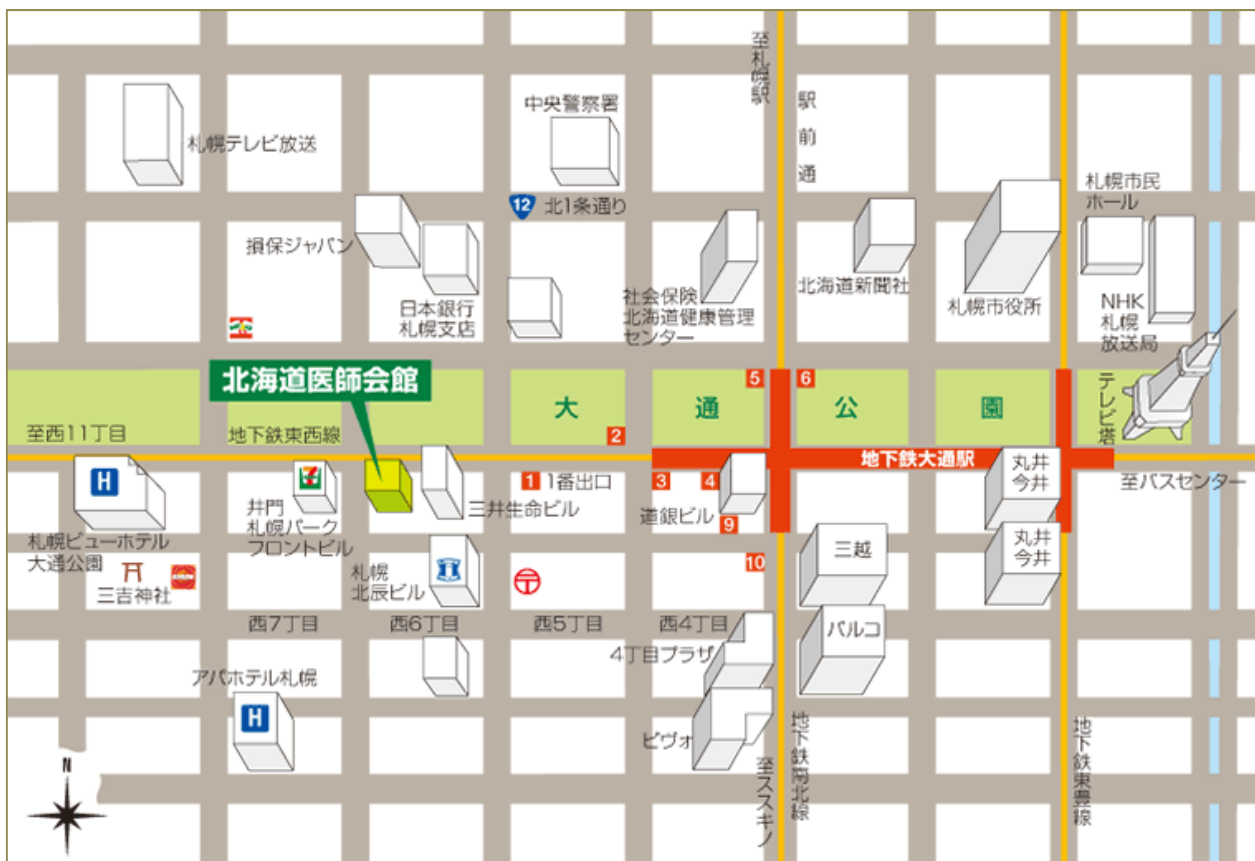 至札幌駅
駅前通
中央警察署
札幌テレビ放送
札幌市民
ホール
12
北1条通り
損保ジャパン
北海道新聞社
社会保険
北海道健康管理
センター
札幌市役所
日本銀行
札幌支店
NHK
札幌
放送局
北海道医師会館
5
6
大通公園
テレビ塔
2
至西11丁目
地下鉄東西線
地下鉄大通駅
丸井
今井
至バスセンター
H
7
1
1番出口
3
4
井門
札幌パーク
フロントビル
三井生命ビル
道銀ビル
9
札幌ビューホテル
大通公園
三越
丸井
今井
10
札幌
北辰ビル
三吉神社
西7丁目
西6丁目
西5丁目
西4丁目
パルコ
4丁目プラザ
アパホテル札幌
H
ピヴォ
地下鉄南北線
至ススキノ
地下鉄東豊線
N